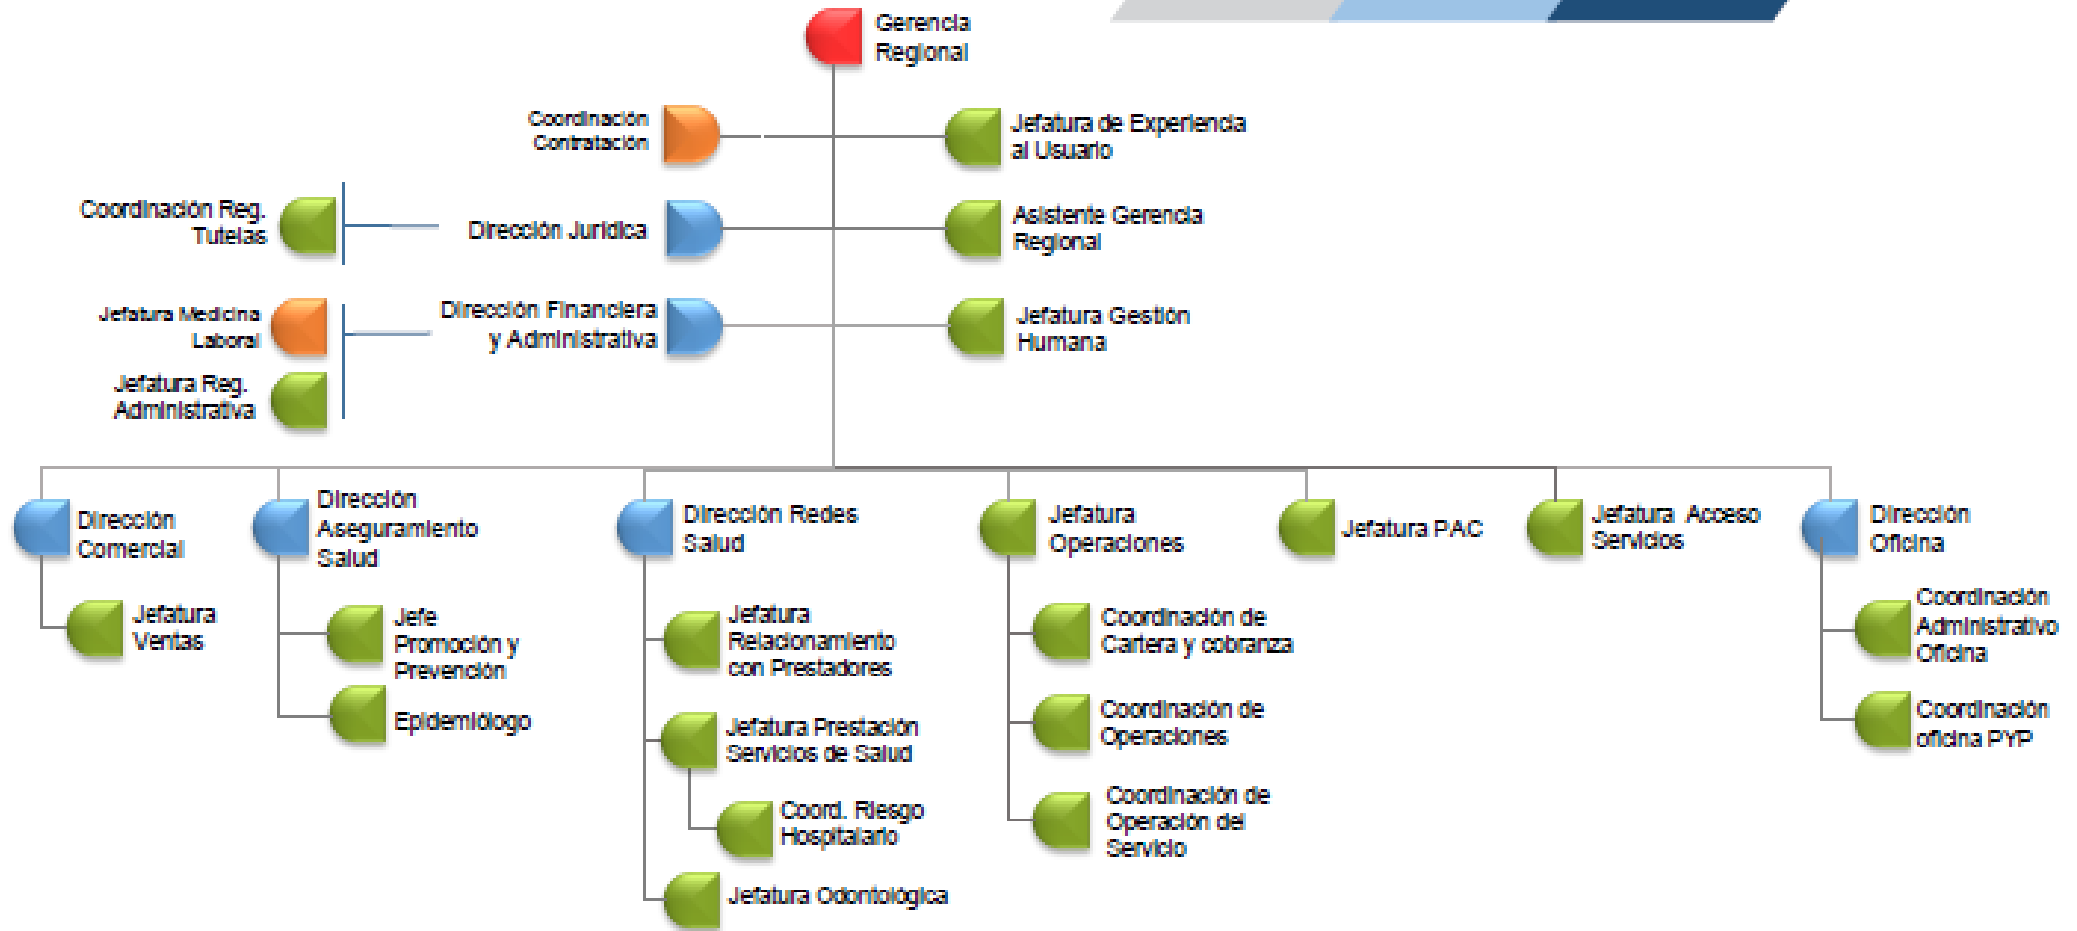 Gerencia
Regional
Coordinación
Contratación
Jefatura de Experiencia
al Usuario
Coordinación Reg.
Tutelas
Dirección Jurídica
Asistente Gerencia
Regional
Jefatura Medicina
Laboral
Dirección Financiera
y Administrativa
Jefatura Gestión
Humana
Jefatura Reg.
Administrativa
Dirección
Comercial
Dirección
Aseguramiento
Salud
Dirección Redes
Salud
Jefatura
Operaciones
Jefatura PAC
Jefatura Acceso
Servicios
Dirección
Oficina
Jefatura
Ventas
Jefe
Promoción y
Prevención
Epidemiólogo
Jefatura
Relacionamiento
con Prestadores
Jefatura Prestación
Servicios de Salud
Coord. Riesgo
Hospitalario
Jefatura Odontológica
Coordinación de
Cartera y cobranza
Coordinación de
Operaciones
Coordinación de
Operación del
Servicio
Coordinación
Administrativo
Oficina
Coordinación
oficina PYP